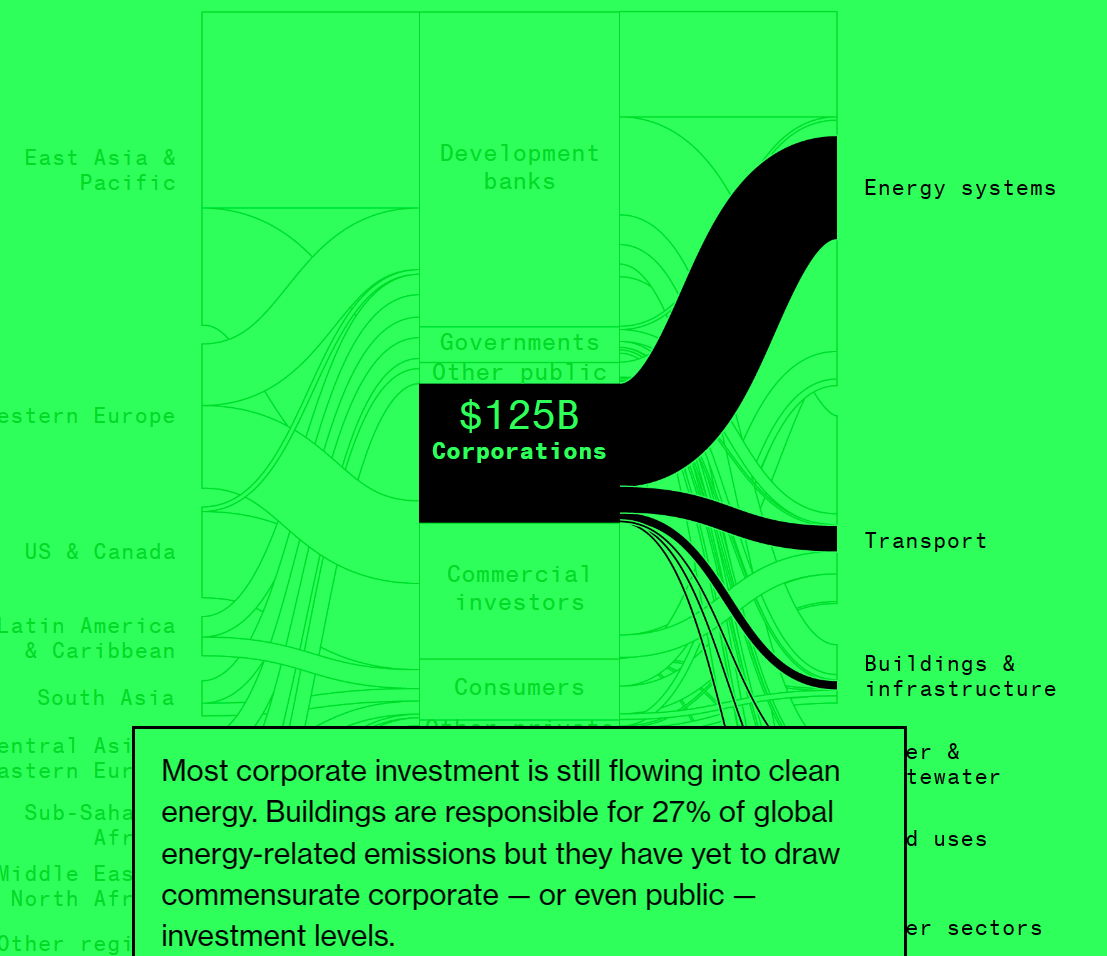 East Asia &
Pacific
estern Europe
US & Canada
Latin America
& Caribbean
South Asia
entral Asi
astern Eur
Sub-Saha
Afr
Middle Eas
North Afr
Other regi
Development
banks
Governments
Other public
$125B
Corporations
Commercial
investors
Consumers
Other private
Energy systems
Transport
Buildings &
infrastructure
er &
tewater
d uses
er sectors
Most corporate investment is still flowing into clean
energy. Buildings are responsible for 27% of global
energy-related emissions but they have yet to draw
commensurate corporate — or even public —
investment levels.